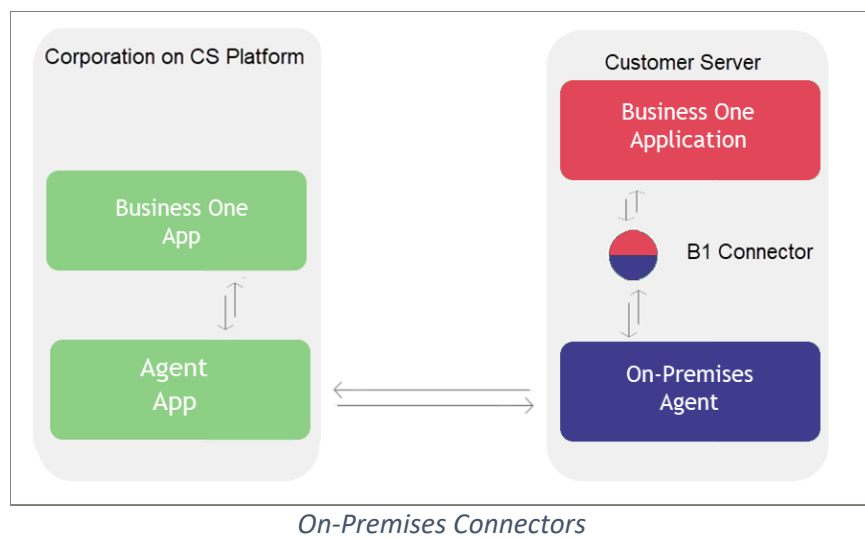 Corporation on CS Platform
Business One
App
Agent
App
Customer Server
Business One
Application
B1 Connector
On-Premises
Agent
On-Premises Connectors